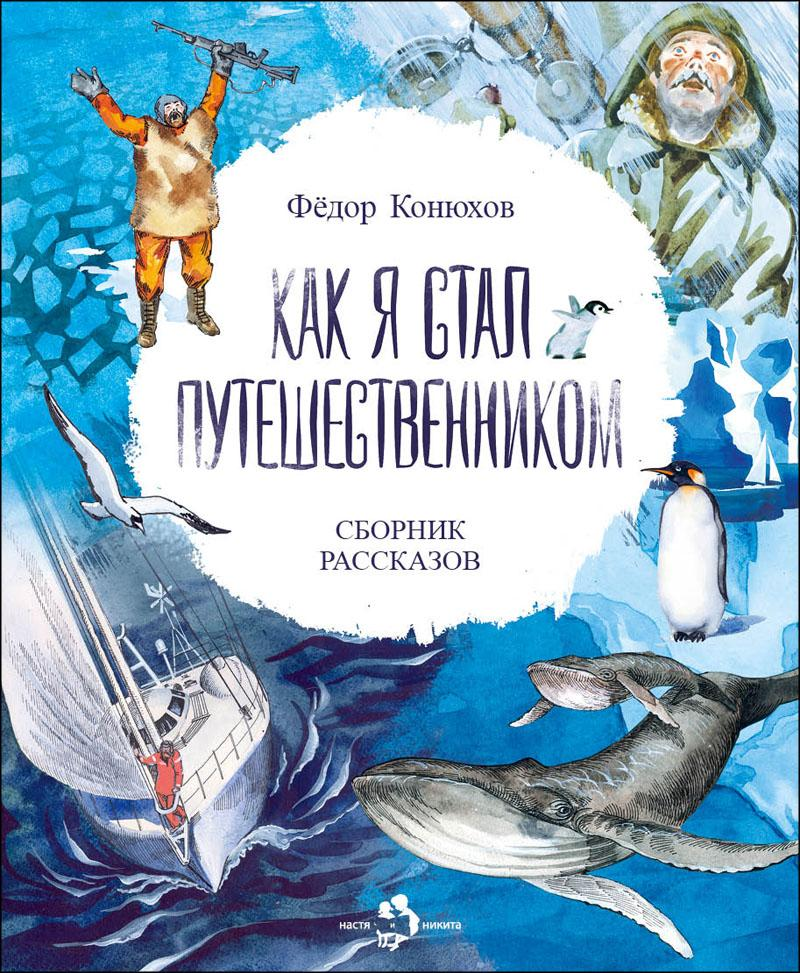 Фёдор Конюхов
КАК Я СТАЛ
ПУТЕШЕСТВЕННИКОМ
СБОРНИК
РАССКАЗОВ
настя и никита